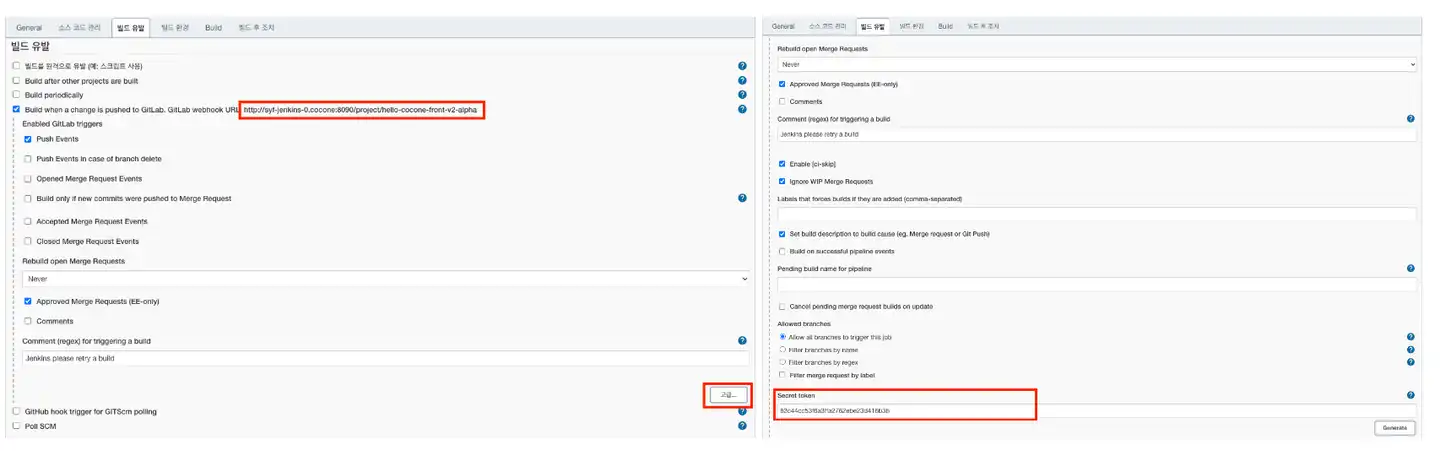 General 소스 코드 관리 빌드 유발 빌드 환경 Build 빌드 후 조치
빌드 유발
빌드를 원격으로 유발 (예: 스크립트 사용)
Build after other projects are built
Build periodically
Build when a change is pushed to GitLab. GitLab webhook URL: http://syf-jenkins-0.cocone:8090/project/hello-cocone-front-v2-alpha
Enabled GitLab triggers
Push Events
Push Events in case of branch delete
Opened Merge Request Events
Build only if new commits were pushed to Merge Request
Accepted Merge Request Events
Closed Merge Request Events
Rebuild open Merge Requests
Never
Approved Merge Requests (EE-only)
Comments
Comment (regex) for triggering a build
Jenkins please retry a build
고급...
GitHub hook trigger for GITScm polling
Poll SCM
General 소스 코드 관리 빌드 유발 빌드 환경 Build 빌드 후 조치
Rebuild open Merge Requests
Never
Approved Merge Requests (EE-only)
Comments
Comment (regex) for triggering a build
Jenkins please retry a build
Enable [ci-skip]
Ignore WIP Merge Requests
Labels that forces builds if they are added (comma-separated)
Set build description to build cause (eg. Merge request or Git Push)
Build on successful pipeline events
Pending build name for pipeline
Cancel pending merge request builds on update
Allowed branches
Allow all branches to trigger this job
Filter branches by name
Filter branches by regex
Filter merge request by label
Secret token
Generate